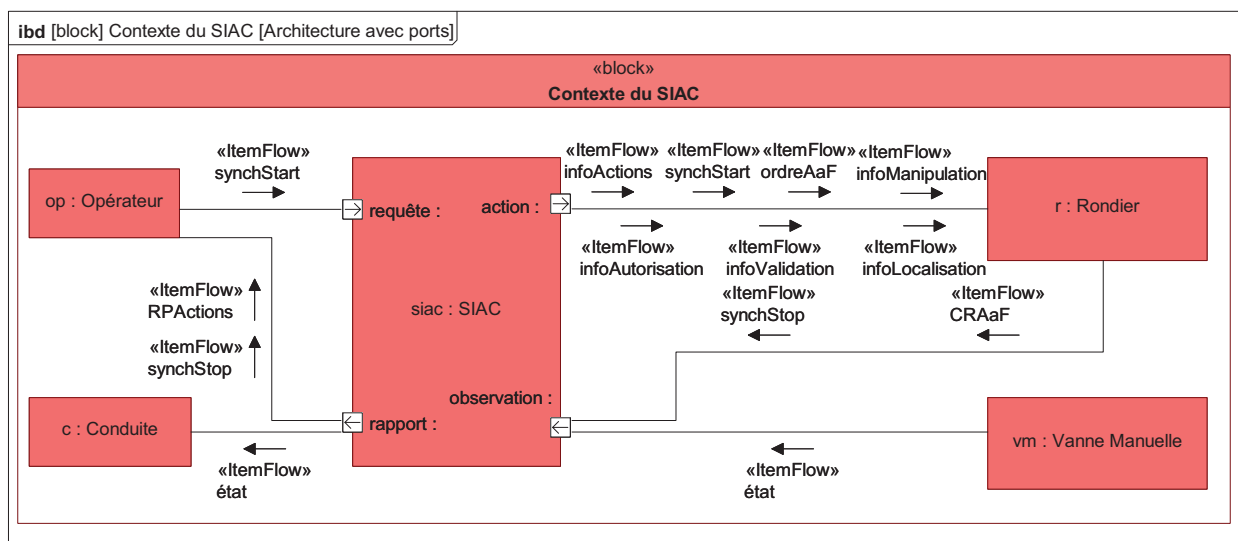 ibd [block] Contexte du SIAC [Architecture avec ports]
«block»
Contexte du SIAC
«ItemFlow»
synchStart
«ItemFlow»
infoActions
«ItemFlow»
synchStart
«ItemFlow»
ordreAaF
«ItemFlow»
infoManipulation
op : Opérateur
requête :
action :
r : Rondier
«ItemFlow»
infoAutorisation
«ItemFlow»
infoValidation
«ItemFlow»
infoLocalisation
«ItemFlow»
RPActions
siac : SIAC
«ItemFlow»
synchStop
«ItemFlow»
CRAaF
«ItemFlow»
synchStop
observation :
c : Conduite
rapport :
vm : Vanne Manuelle
«ItemFlow»
état
«ItemFlow»
état